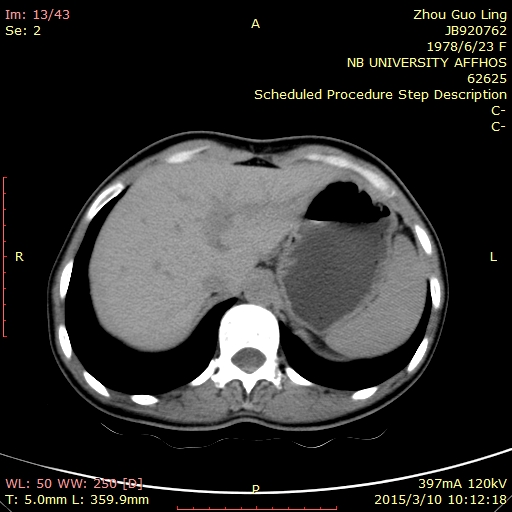 Im: 13/43
Se: 2
A
Zhou Guo Ling
JB920762
1978/6/23 F
NB UNIVERSITY AFFHOS
62625
Scheduled Procedure Step Description
C-
C-
R
L
WL: 50 WW: 250 [D]
T: 5.0mm L: 359.9mm
P
397mA 120kV
2015/3/10 10:12:18